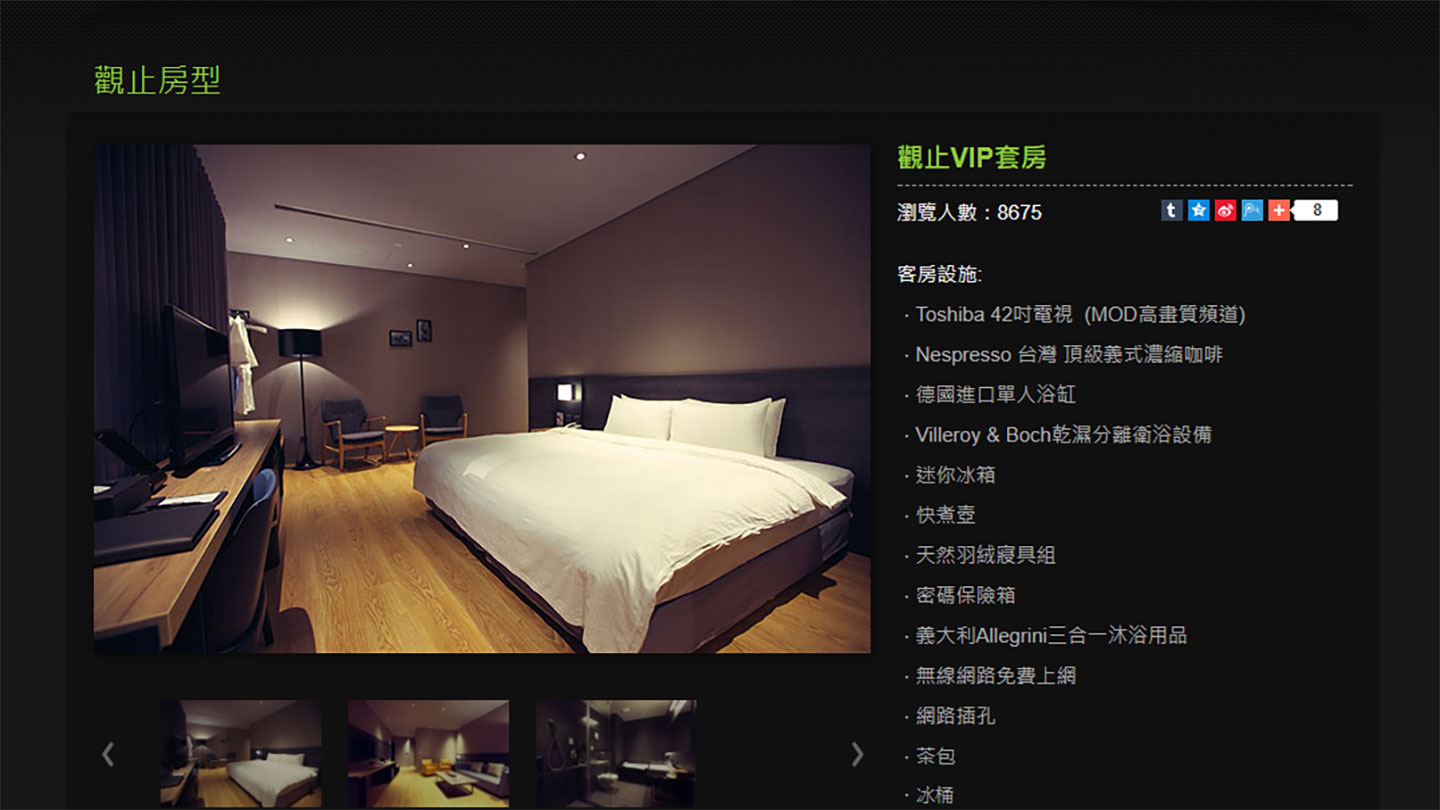 觀止房型
觀止VIP套房
瀏覽人數：8675
8
客房設施:
· Toshiba 42吋電視 (MOD高畫質頻道)
· Nespresso 台灣 頂級義式濃縮咖啡
· 德國進口單人浴缸
· Villeroy & Boch乾濕分離衛浴設備
· 迷你冰箱
· 快煮壺
· 天然羽絨寢具組
· 密碼保險箱
· 義大利Allegrini三合一沐浴用品
· 無線網路免費上網
· 網路插孔
· 茶包
· 冰桶